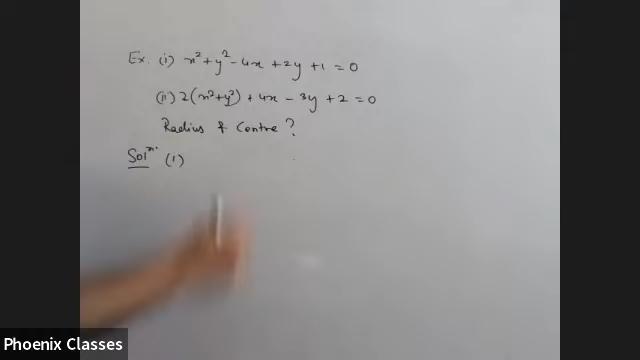 Ex. (i) x² + y² - 4x + 2y + 1 = 0
(ii) 2(x² + y²) + 4x - 3y + 2 = 0
Radius & Centre ?
Solⁿ. (1)
Phoenix Classes